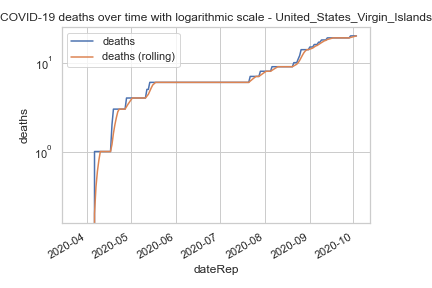 COVID-19 deaths over time with logarithmic scale - United_States_Virgin_Islands
deaths
deaths (rolling)
10¹
10⁰
deaths
2020-04
2020-05
2020-06
2020-07
2020-08
2020-09
2020-10
dateRep